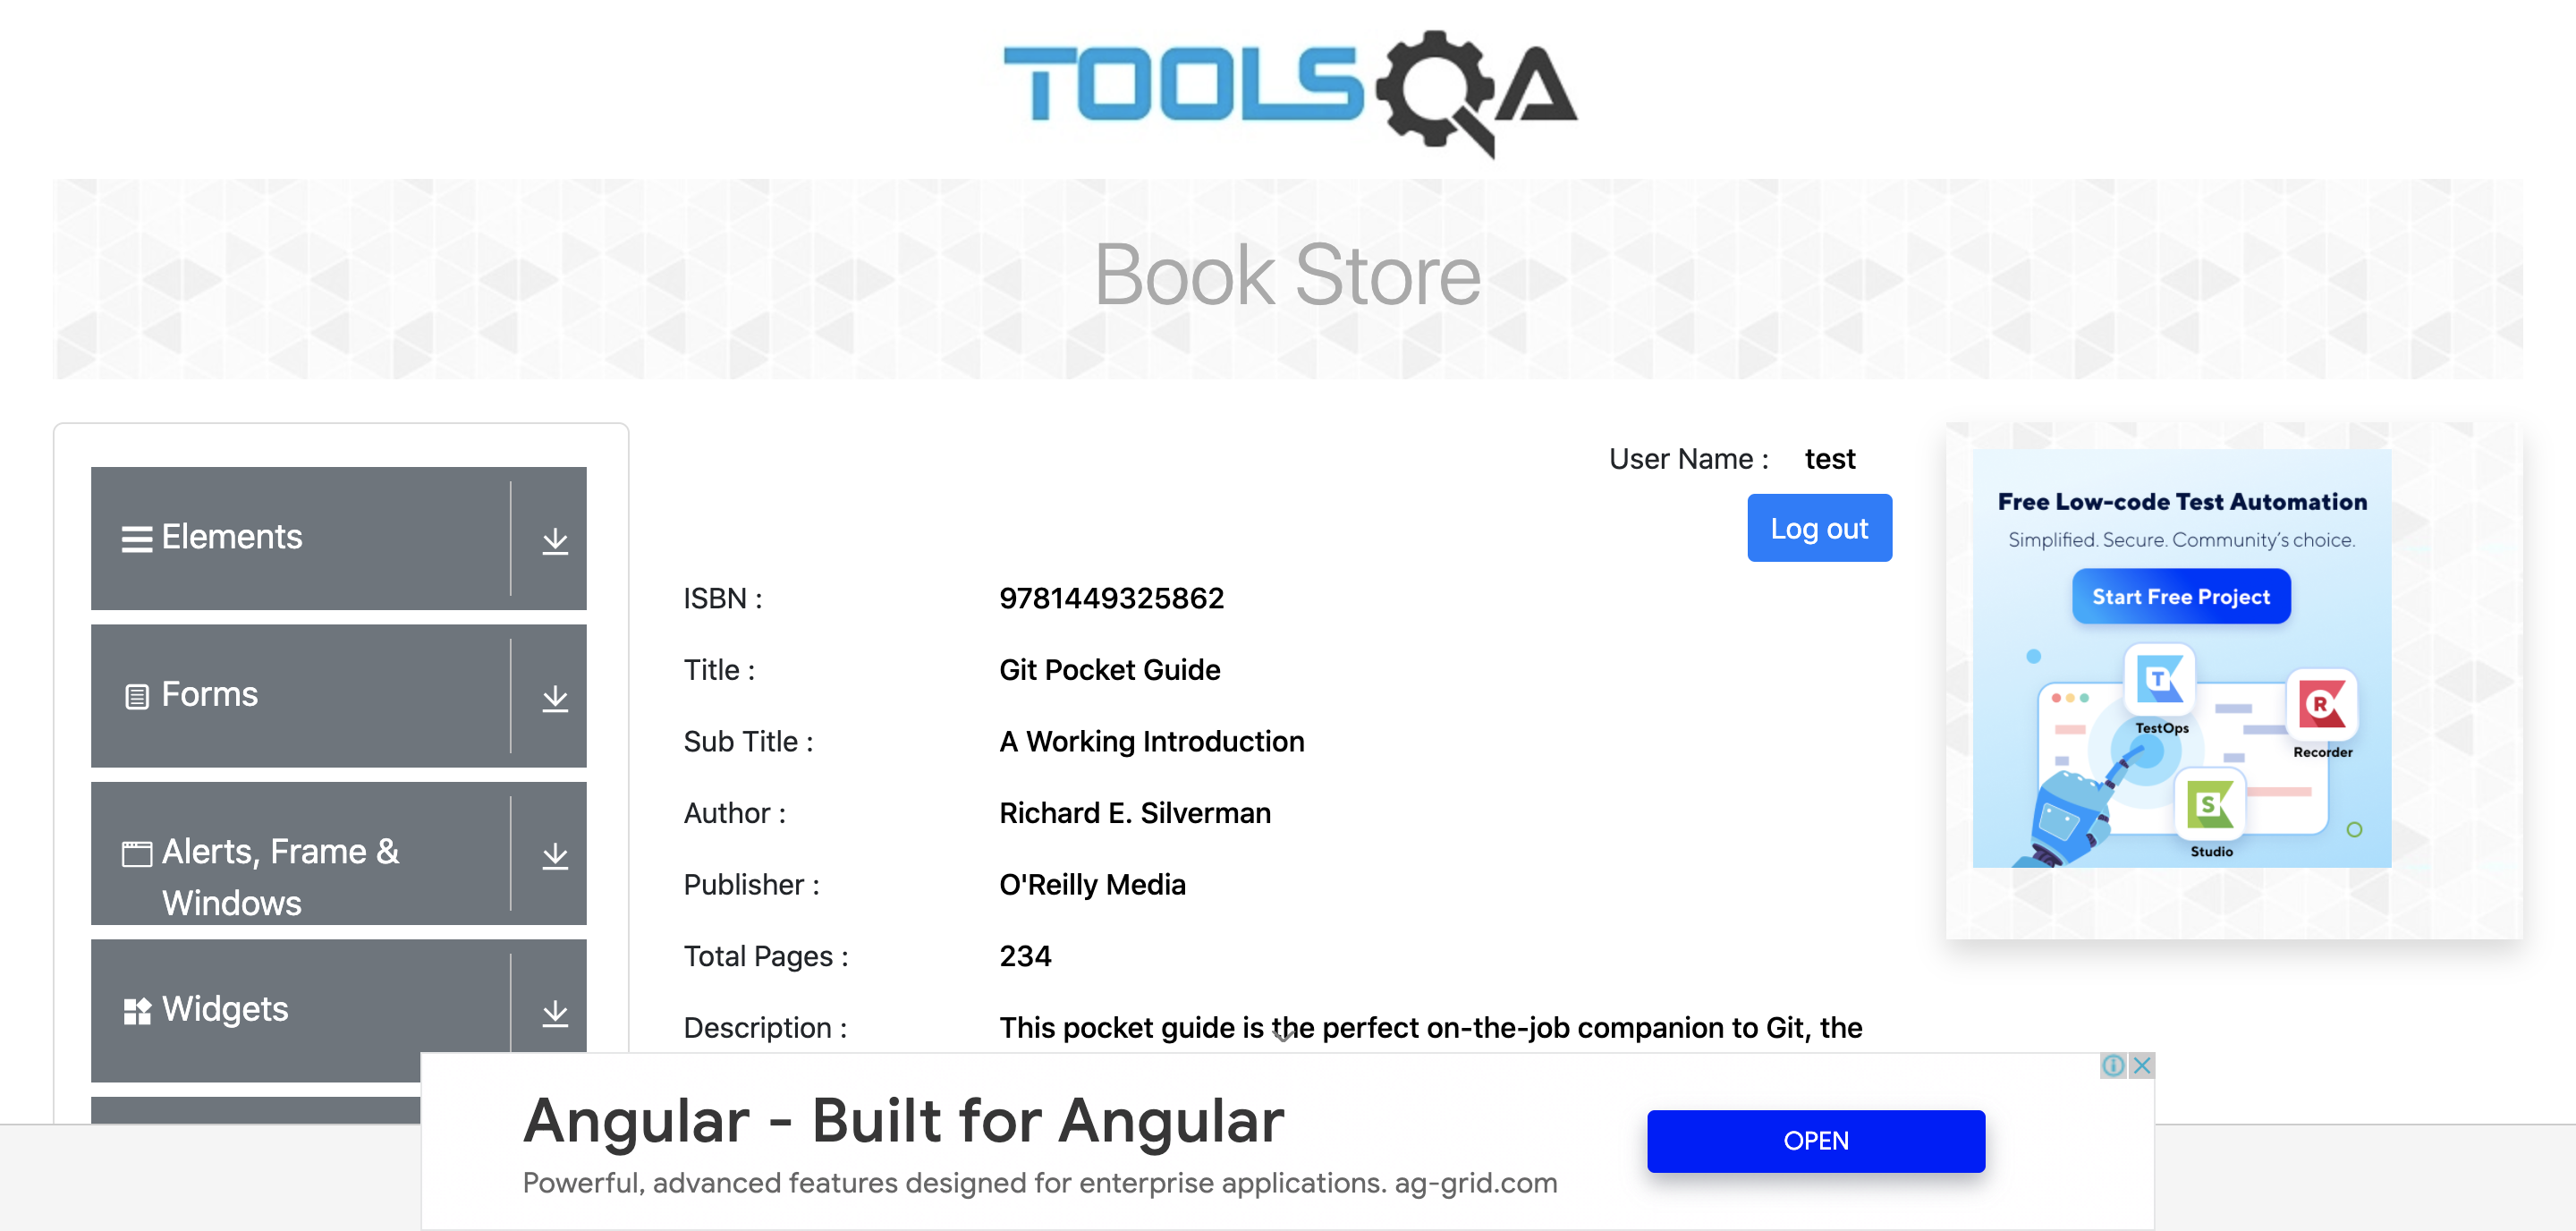 TOOLSQA
Book Store
Elements
Forms
Alerts, Frame &
Windows
Widgets
User Name : test
Log out
ISBN : 9781449325862
Title : Git Pocket Guide
Sub Title : A Working Introduction
Author : Richard E. Silverman
Publisher : O'Reilly Media
Total Pages : 234
Description : This pocket guide is the perfect on-the-job companion to Git, the
Free Low-code Test Automation
Simplified. Secure. Community's choice.
Start Free Project
T
TestOps
R
Recorder
S
Studio
Angular - Built for Angular
Powerful, advanced features designed for enterprise applications. ag-grid.com
OPEN